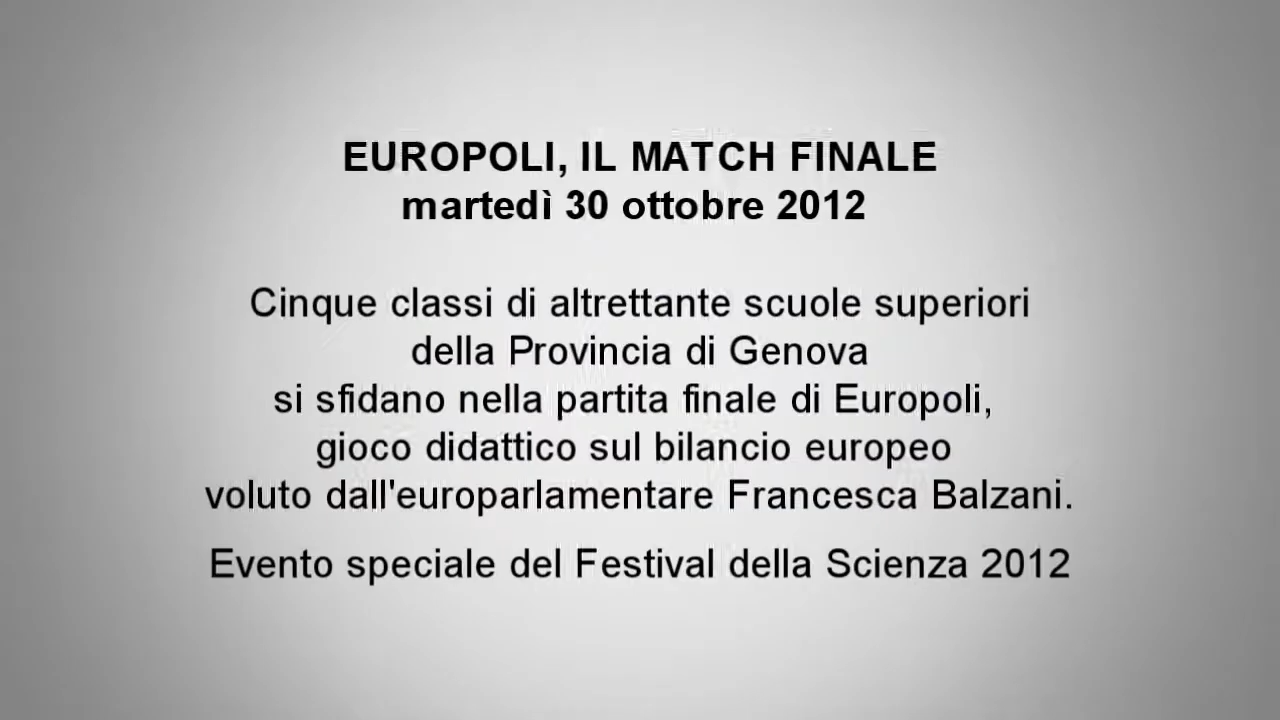 EUROPOLI, IL MATCH FINALE
martedì 30 ottobre 2012
Cinque classi di altrettante scuole superiori
della Provincia di Genova
si sfidano nella partita finale di Europoli,
gioco didattico sul bilancio europeo
voluto dall'europarlamentare Francesca Balzani.
Evento speciale del Festival della Scienza 2012